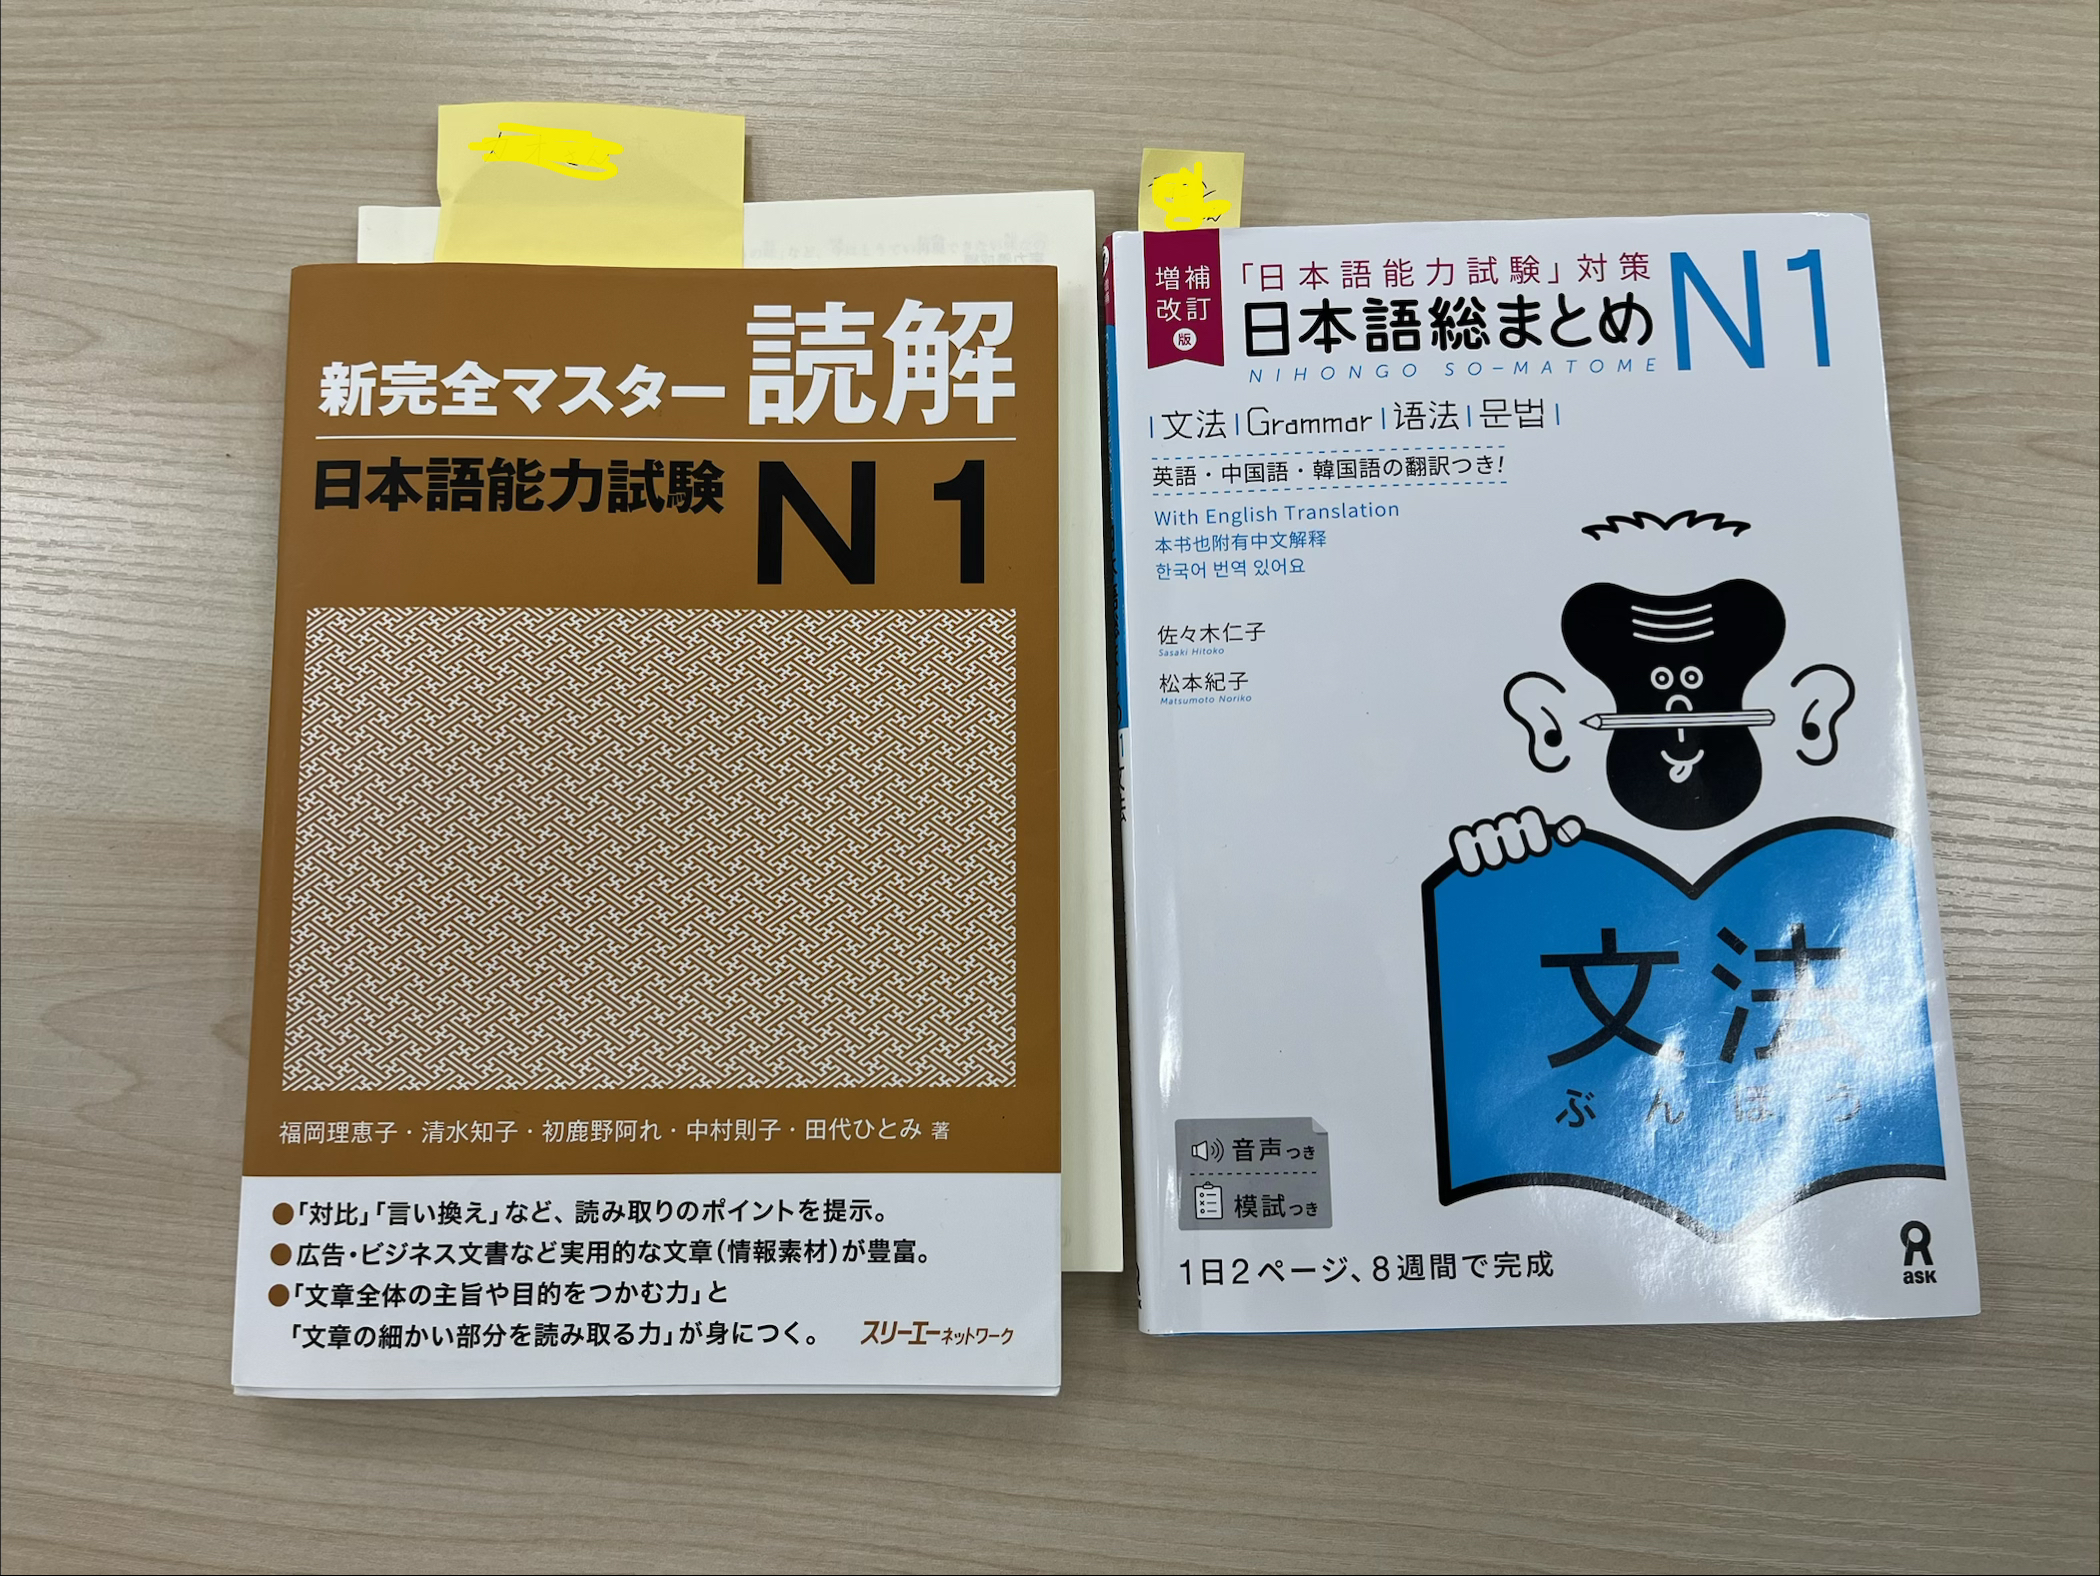 新完全マスター 読解
日本語能力試験 N1
福岡理恵子・清水知子・初鹿野阿れ・中村則子・田代ひとみ 著
●「対比」「言い換え」など、読み取りのポイントを提示。
●広告・ビジネス文書など実用的な文章(情報素材)が豊富。
●「文章全体の主旨や目的をつかむ力」と
「文章の細かい部分を読み取る力」が身につく。
スリーエーネットワーク
増補
改訂
版
「日本語能力試験」対策
日本語総まとめ N1
NIHONGO SO-MATOME
|文法|Grammar|语法|문법|
英語・中国語・韓国語の翻訳つき!
With English Translation
本书也附有中文解释
한국어 번역 있어요
佐々木仁子
Sasaki Hitoko
松本紀子
Matsumoto Noriko
文法
ぶんぽう
音声つき
模試つき
1日2ページ、8週間で完成
ask